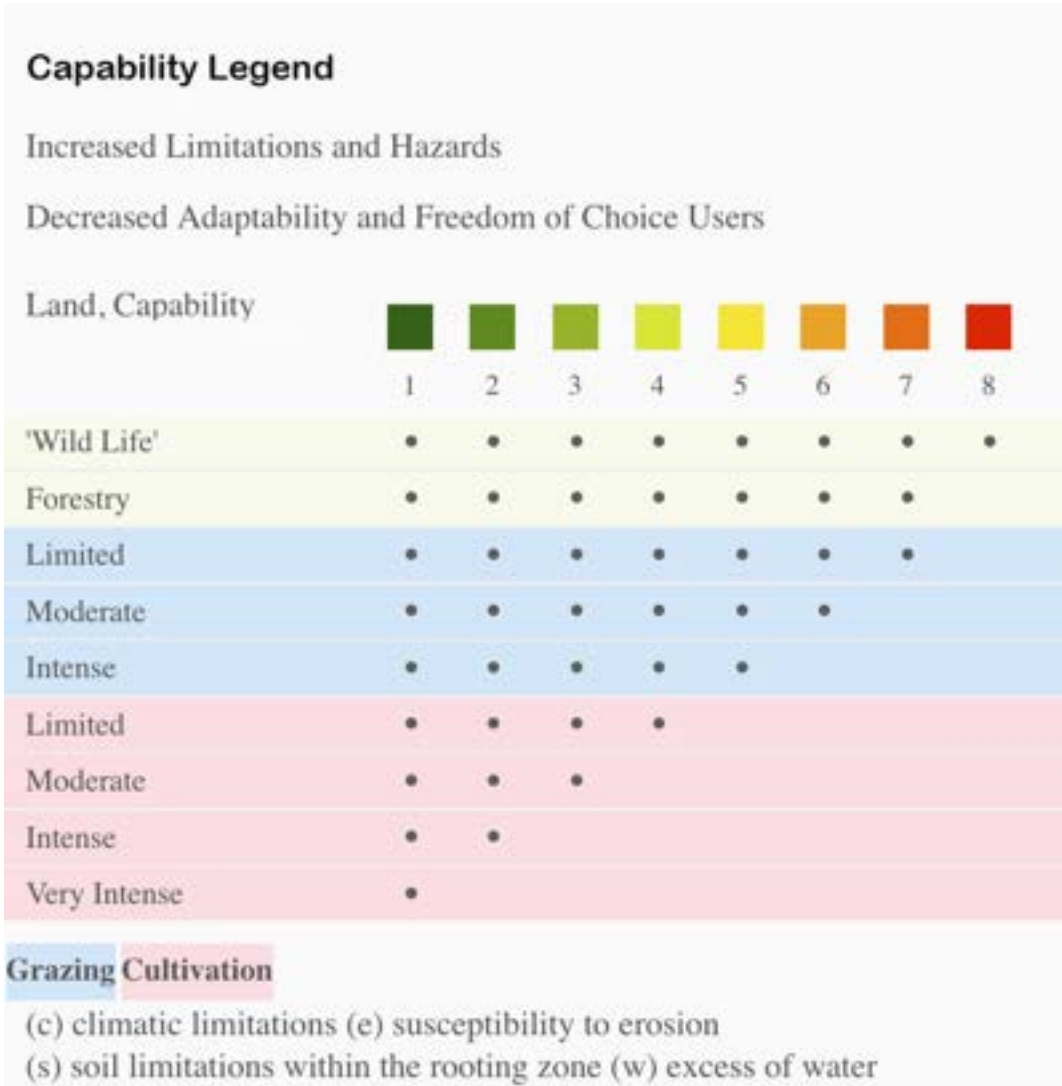 Capability Legend
Increased Limitations and Hazards
Decreased Adaptability and Freedom of Choice Users
Land, Capability
1 2 3 4 5 6 7 8
'Wild Life' • • • • • • • •
Forestry • • • • • • •
Limited • • • • • • •
Moderate • • • • • •
Intense • • • • •
Limited • • • •
Moderate • • •
Intense • •
Very Intense •
Grazing Cultivation
(c) climatic limitations (e) susceptibility to erosion
(s) soil limitations within the rooting zone (w) excess of water